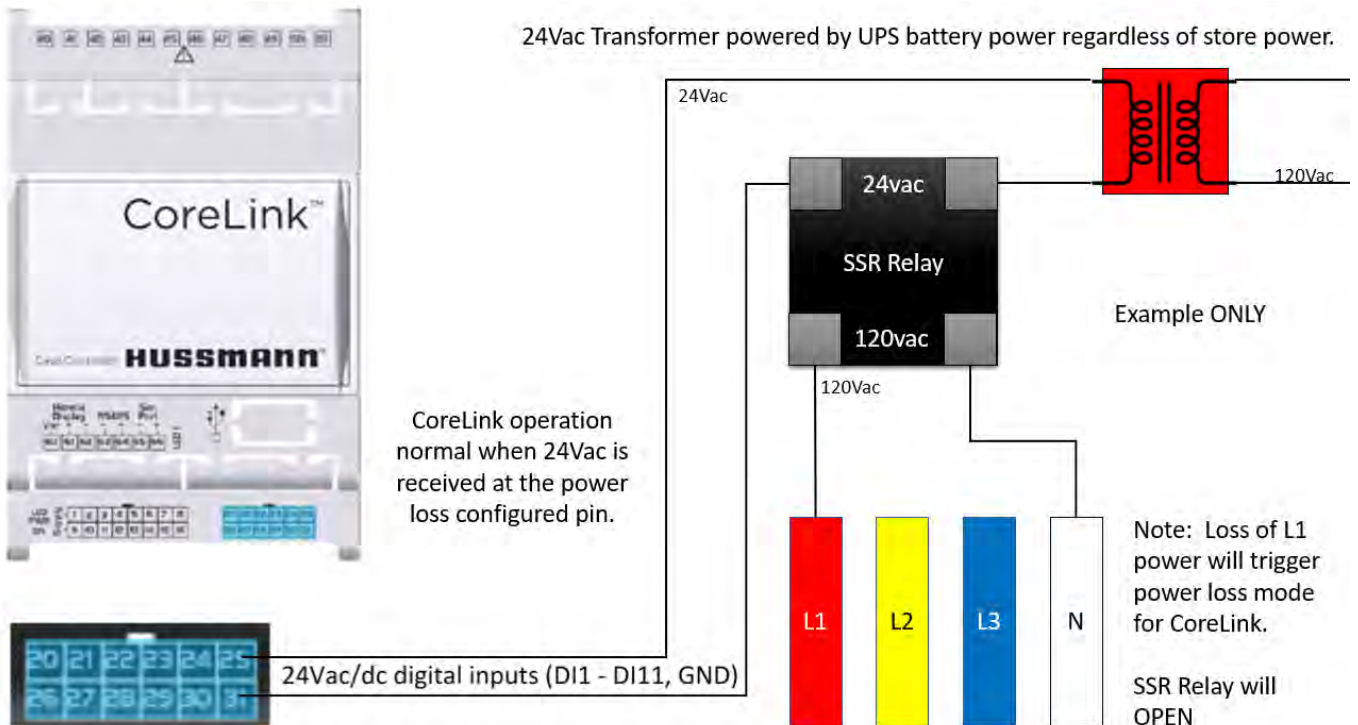 24Vac Transformer powered by UPS battery power regardless of store power.
24Vac
120Vac
24vac
SSR Relay
120vac
120Vac
Example ONLY
CoreLink™
HUSSMANN
CoreLink operation
normal when 24Vac is
received at the power
loss configured pin.
L1
L2
L3
N
Note: Loss of L1
power will trigger
power loss mode
for CoreLink.
SSR Relay will
OPEN
20 21 22 23 24 25
26 27 28 29 30 31
24Vac/dc digital inputs (DI1 - DI11, GND)